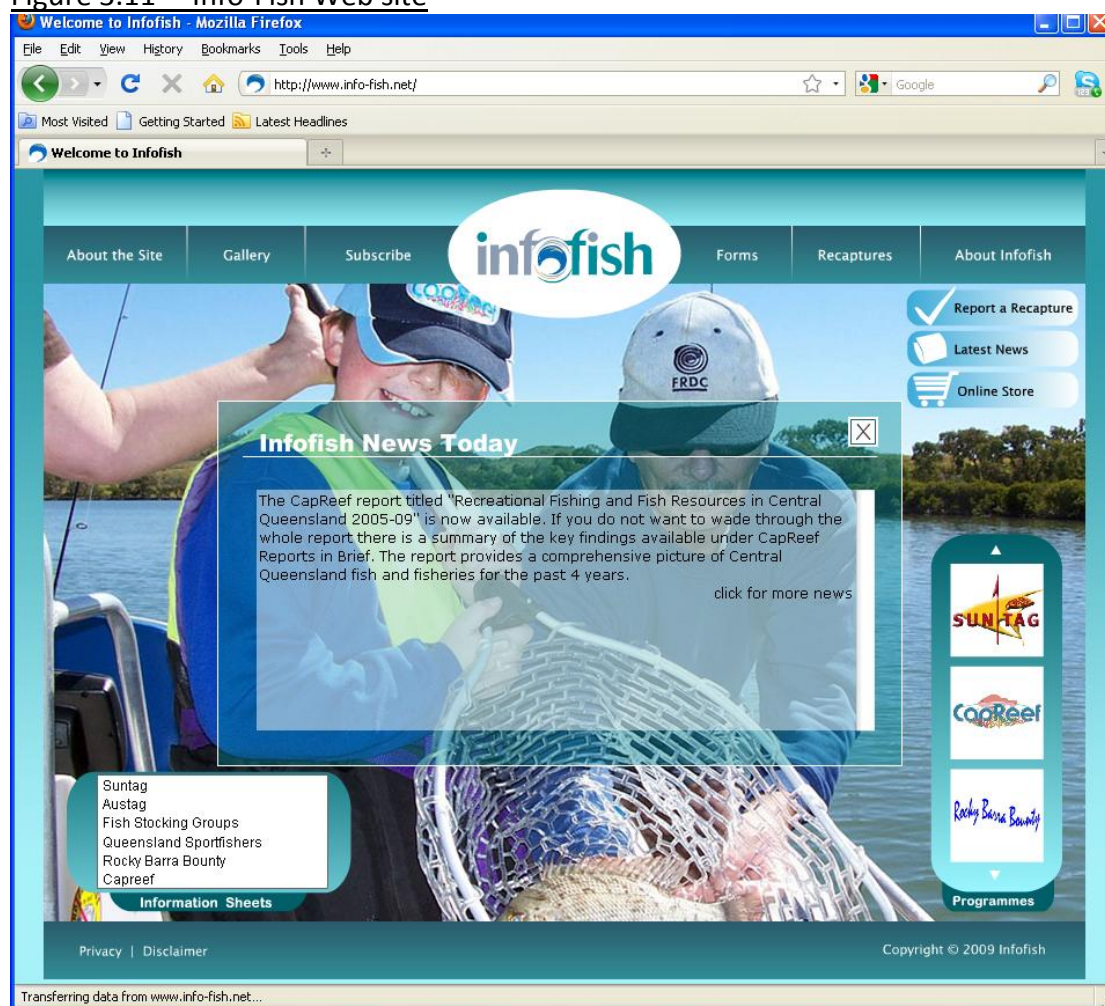 Figure 3.11 – Info-Fish Web site
Welcome to Infofish - Mozilla Firefox
File Edit View History Bookmarks Tools Help
http://www.info-fish.net/
Google
Most Visited Getting Started Latest Headlines
Welcome to Infofish
infofish
About the Site Gallery Subscribe Forms Recaptures About Infofish
CapReef
Report a Recapture
FRDC
Latest News
Online Store
Infofish News Today
X
The CapReef report titled "Recreational Fishing and Fish Resources in Central
Queensland 2005-09" is now available. If you do not want to wade through the
whole report there is a summary of the key findings available under CapReef
Reports in Brief. The report provides a comprehensive picture of Central
Queensland fish and fisheries for the past 4 years.
click for more news
SUNTAG
CapReef
Rocky Barra Bounty
Programmes
Suntag
Austag
Fish Stocking Groups
Queensland Sportfishers
Rocky Barra Bounty
Capreef
Information Sheets
Privacy | Disclaimer
Copyright © 2009 Infofish
Transferring data from www.info-fish.net...